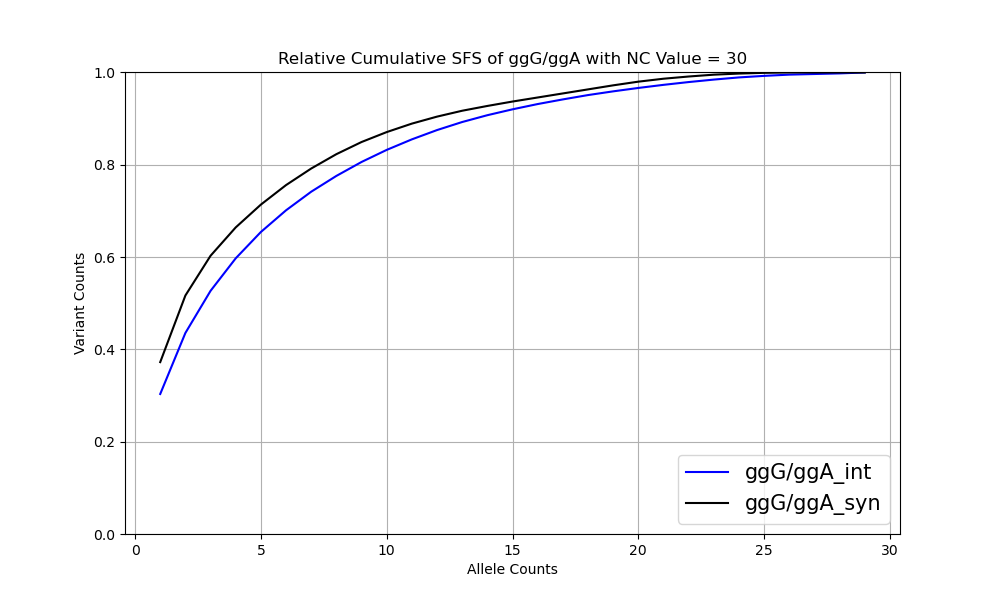 Relative Cumulative SFS of ggG/ggA with NC Value = 30
1.0
0.8
0.6
0.4
0.2
0.0
Variant Counts
0 5 10 15 20 25 30
Allele Counts
ggG/ggA_int
ggG/ggA_syn